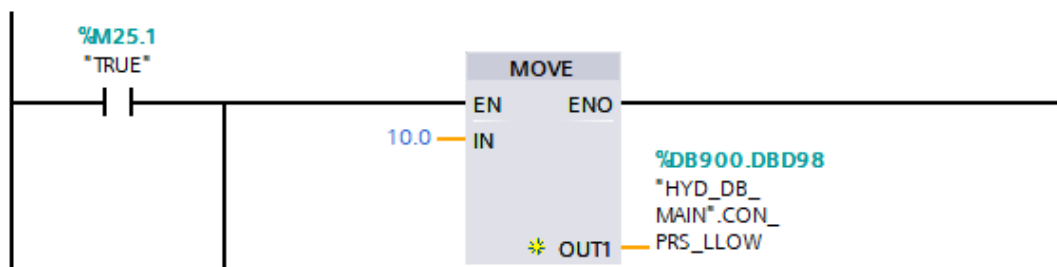 %M25.1
"TRUE"
MOVE
EN ENO
10.0 IN
%DB900.DBD98
"HYD_DB_
MAIN".CON_
PRS_LLOW
OUT1